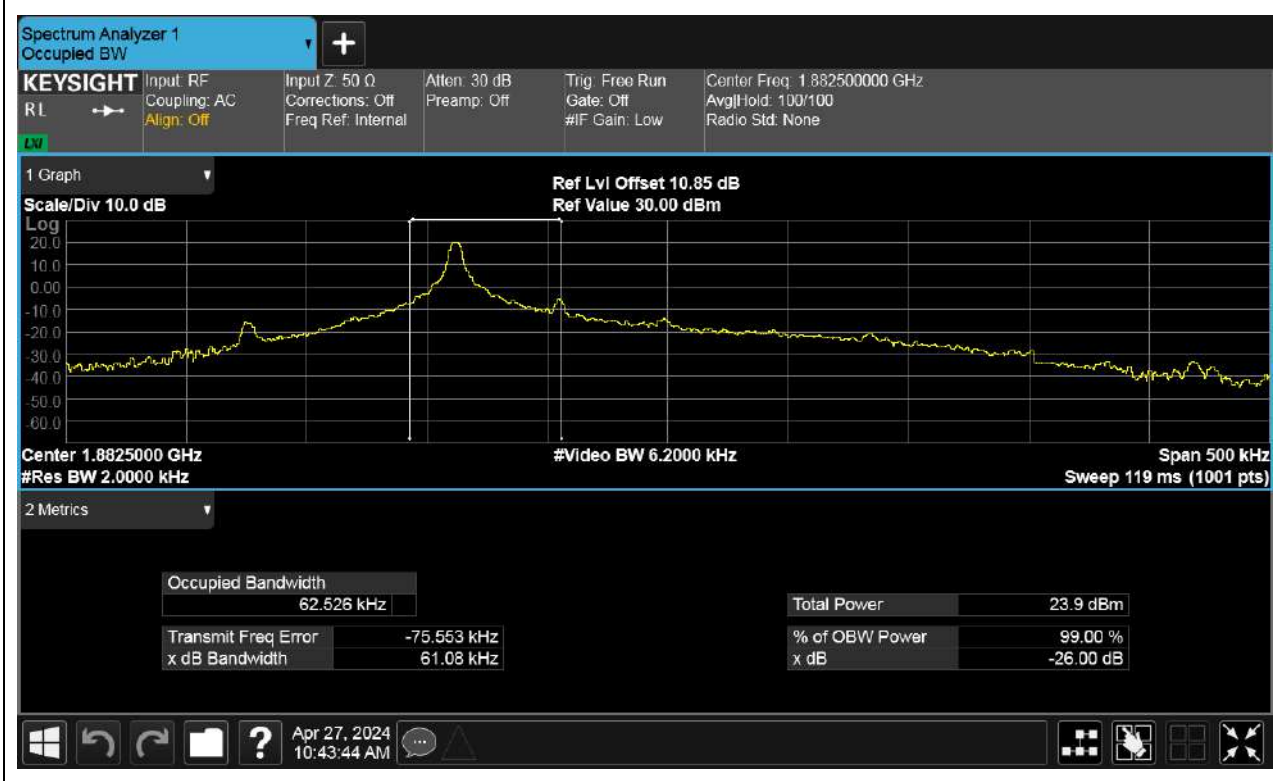 Spectrum Analyzer 1
Occupied BW
KEYSIGHT
RL
LXI
Input: RF
Coupling: AC
Align: Off
Input Z: 50 Ω
Corrections: Off
Freq Ref: Internal
Atten: 30 dB
Preamp: Off
Trig: Free Run
Gate: Off
#IF Gain: Low
Center Freq: 1.882500000 GHz
Avg|Hold: 100/100
Radio Std: None
1 Graph
Scale/Div 10.0 dB
Ref Lvl Offset 10.85 dB
Ref Value 30.00 dBm
Log
20.0
10.0
0.00
-10.0
-20.0
-30.0
-40.0
-50.0
-60.0
Center 1.8825000 GHz
#Res BW 2.0000 kHz
#Video BW 6.2000 kHz
Span 500 kHz
Sweep 119 ms (1001 pts)
2 Metrics
Occupied Bandwidth
62.526 kHz
Transmit Freq Error -75.553 kHz
x dB Bandwidth 61.08 kHz
Total Power 23.9 dBm
% of OBW Power 99.00 %
x dB -26.00 dB
?
Apr 27, 2024
10:43:44 AM